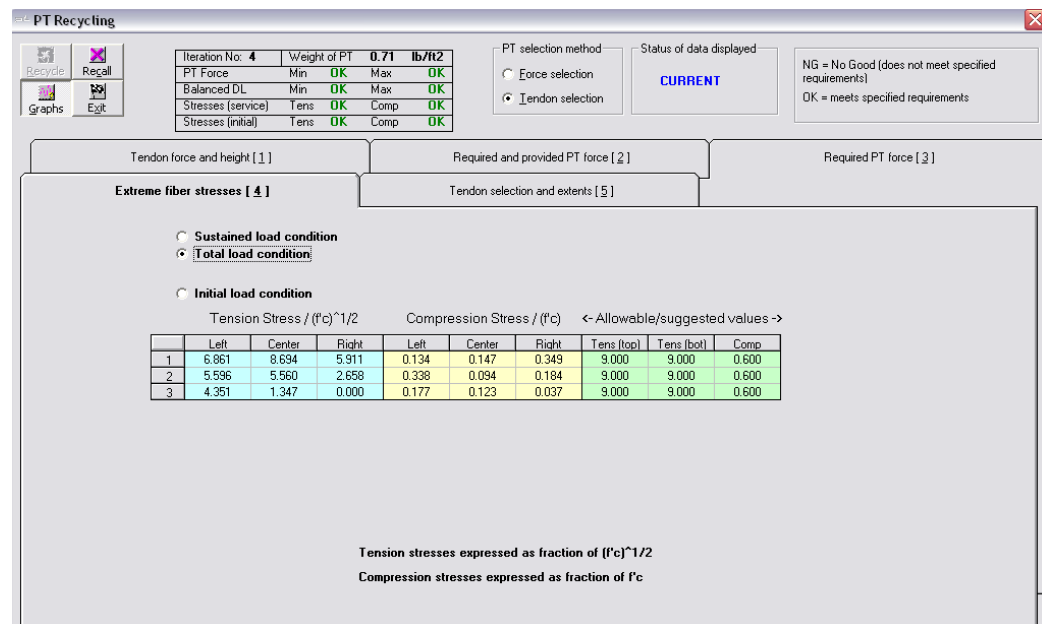 PT Recycling
Recycle Recall
Graphs Exit
Iteration No: 4 Weight of PT 0.71 lb/ft2
PT Force Min OK Max OK
Balanced DL Min OK Max OK
Stresses (service) Tens OK Comp OK
Stresses (initial) Tens OK Comp OK
PT selection method
Force selection
Tendon selection
Status of data displayed
CURRENT
NG = No Good (does not meet specified
requirements)
OK = meets specified requirements
Tendon force and height [ 1 ]
Required and provided PT force [ 2 ]
Required PT force [ 3 ]
Extreme fiber stresses [ 4 ]
Tendon selection and extents [ 5 ]
Sustained load condition
Total load condition
Initial load condition
Tension Stress / (f'c)^1/2 Compression Stress / (f'c) <- Allowable/suggested values ->
Left Center Right Left Center Right Tens (top) Tens (bot) Comp
1 6.861 8.694 5.911 0.134 0.147 0.349 9.000 9.000 0.600
2 5.596 5.560 2.658 0.338 0.094 0.184 9.000 9.000 0.600
3 4.351 1.347 0.000 0.177 0.123 0.037 9.000 9.000 0.600
Tension stresses expressed as fraction of (f'c)^1/2
Compression stresses expressed as fraction of f'c